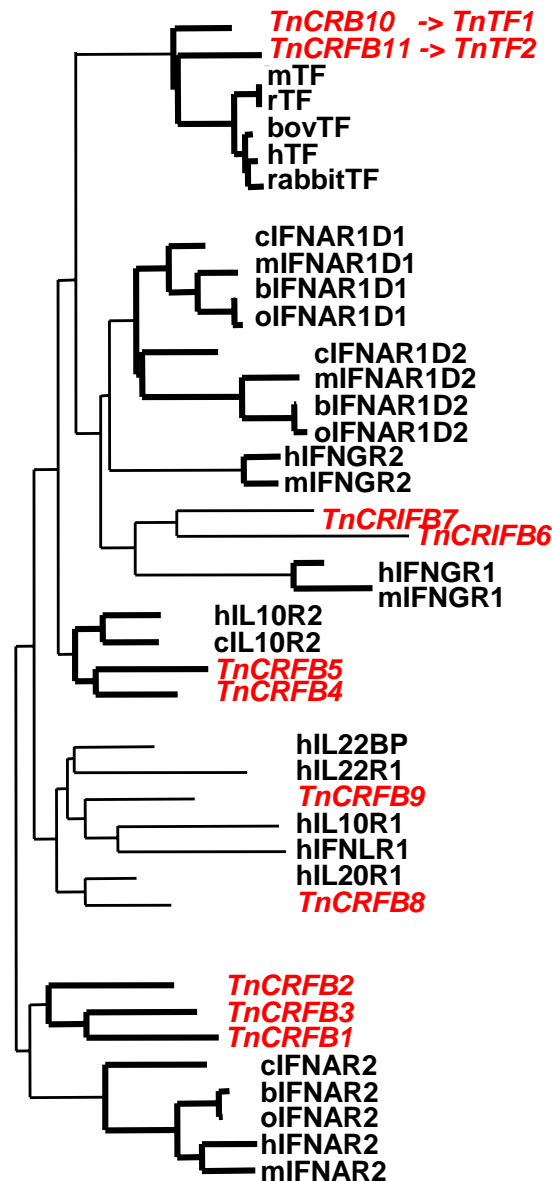 TnCRB10 -> TnTF1
TnCRFB11 -> TnTF2
mTF
rTF
bovTF
hTF
rabbitTF
cIFNAR1D1
mIFNAR1D1
bIFNAR1D1
oIFNAR1D1
cIFNAR1D2
mIFNAR1D2
bIFNAR1D2
oIFNAR1D2
hIFNGR2
mIFNGR2
TnCRIFB7
TnCRIFB6
hIFNGR1
mIFNGR1
hIL10R2
cIL10R2
TnCRFB5
TnCRFB4
hIL22BP
hIL22R1
TnCRFB9
hIL10R1
hIFNLR1
hIL20R1
TnCRFB8
TnCRFB2
TnCRFB3
TnCRFB1
cIFNAR2
bIFNAR2
oIFNAR2
hIFNAR2
mIFNAR2